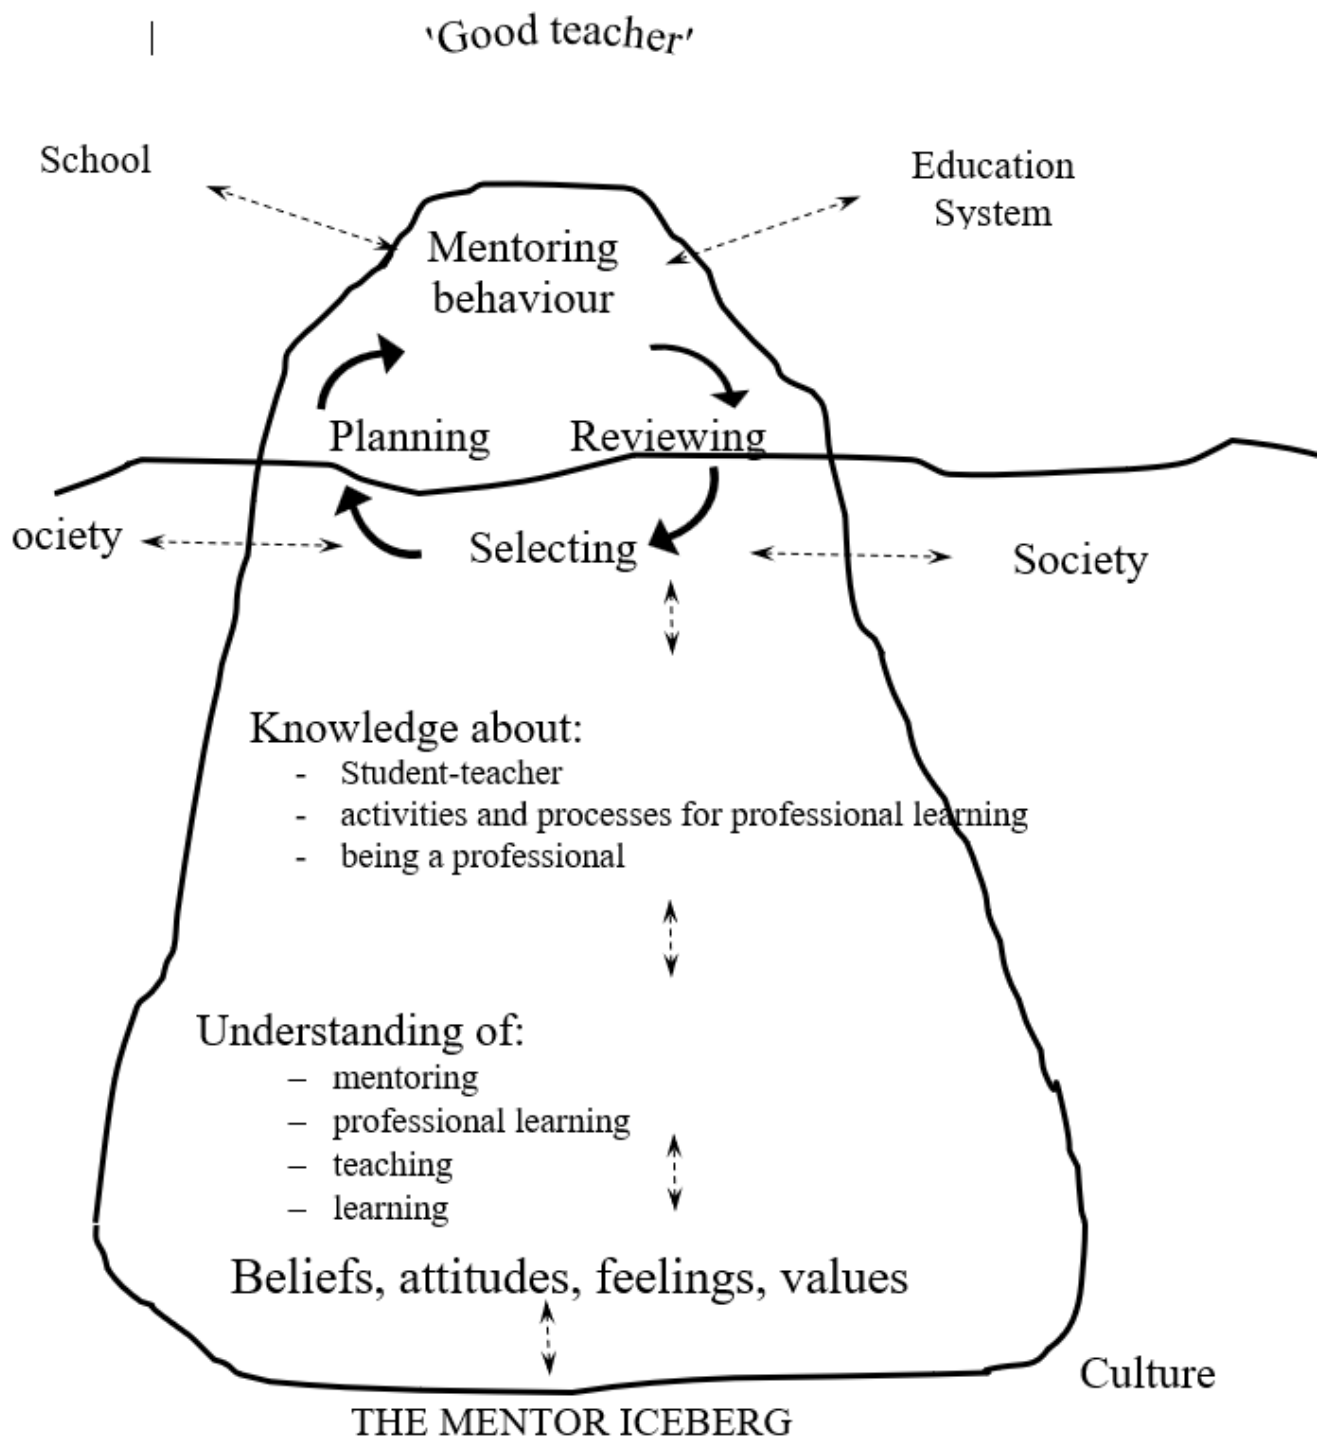 'Good teacher'
School
Education
System
Mentoring
behaviour
Planning
Reviewing
ociety
Selecting
Society
Knowledge about:
- Student-teacher
- activities and processes for professional learning
- being a professional
Understanding of:
– mentoring
– professional learning
– teaching
– learning
Beliefs, attitudes, feelings, values
Culture
THE MENTOR ICEBERG